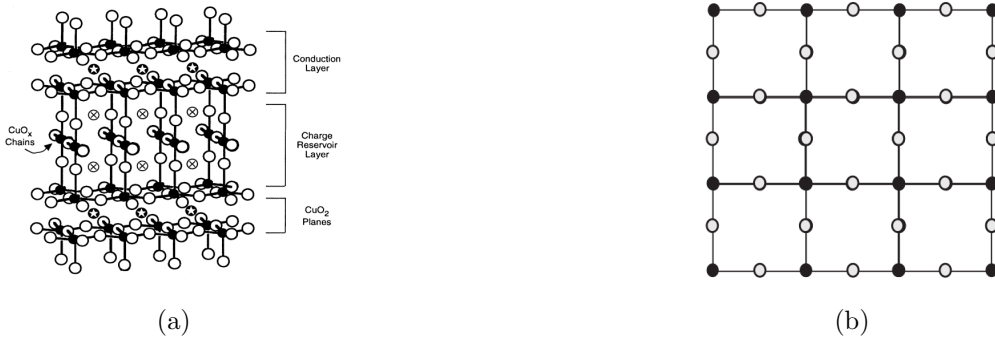 Conduction
Layer
CuOₓ
Chains
Charge
Reservoir
Layer
CuO₂
Planes
(a)
(b)